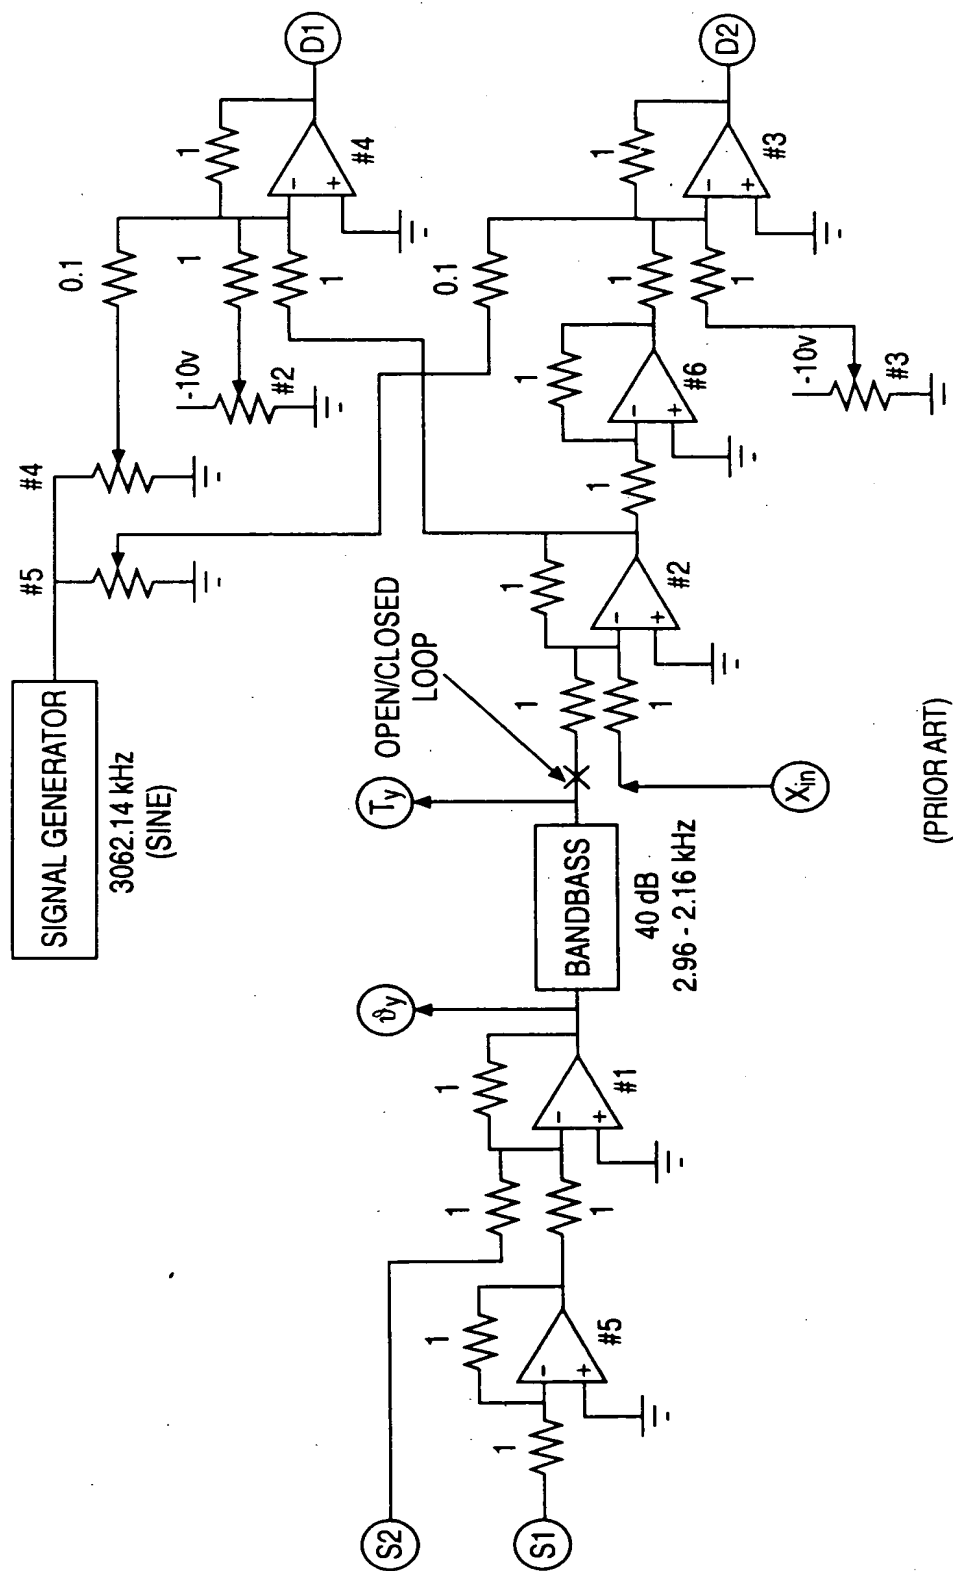 SIGNAL GENERATOR
3062.14 kHz
(SINE)
#5
#4
0.1
1
-10v
#2
1
1
-
+
#4
D1
OPEN/CLOSED
LOOP
0.1
1
-
+
#3
D2
1
1
-10v
#3
1
-
+
#6
1
1
-
+
#2
1
1
Xin
Ty
BANDBASS
40 dB
2.96 - 2.16 kHz
ϑy
1
-
+
#1
1
1
1
-
+
#5
1
S2
S1
(PRIOR ART)